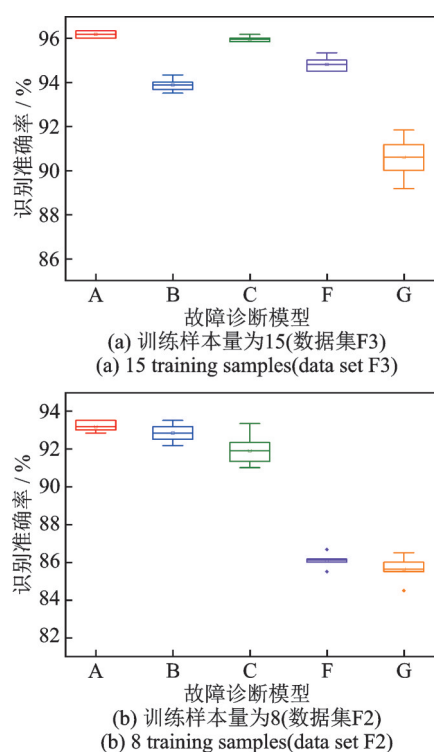 96
94
92
90
88
86
识别准确率 / %
A B C F G
故障诊断模型
(a) 训练样本量为15(数据集F3)
(a) 15 training samples(data set F3)
94
92
90
88
86
84
82
识别准确率 / %
A B C F G
故障诊断模型
(b) 训练样本量为8(数据集F2)
(b) 8 training samples(data set F2)